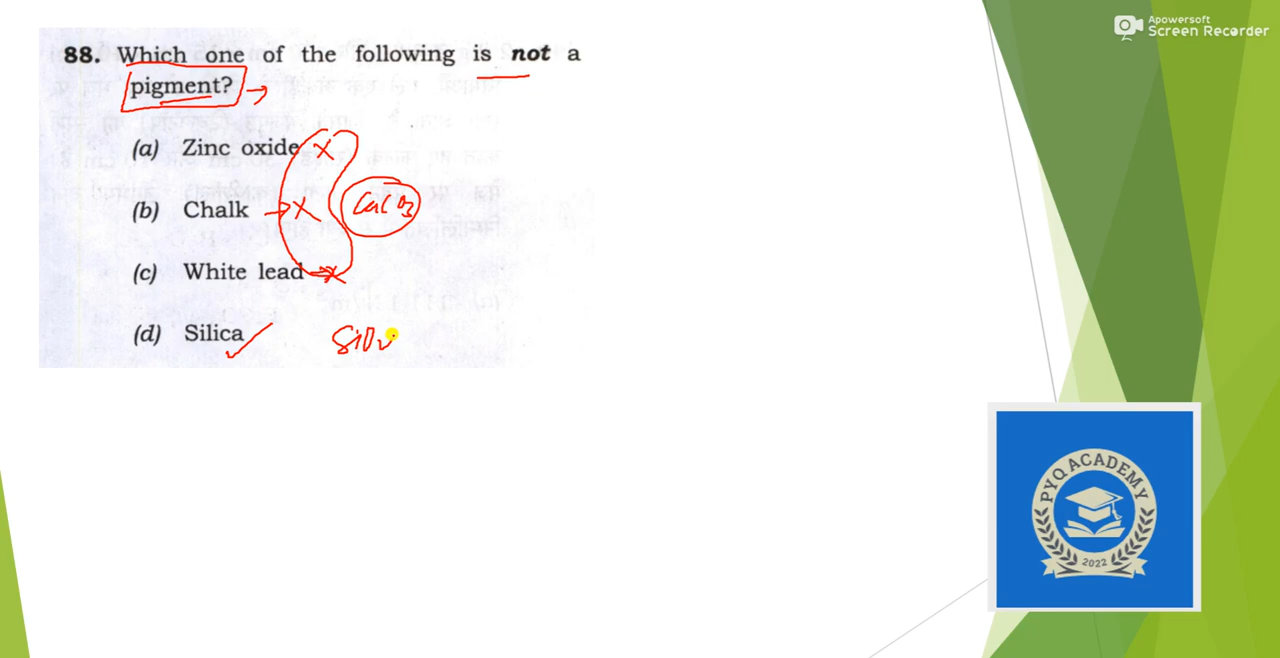 Apowersoft
Screen Recorder
88. Which one of the following is not a
pigment?
(a) Zinc oxide
(b) Chalk
CaCO3
(c) White lead
(d) Silica
SiO2
PYQ ACADEMY
2022